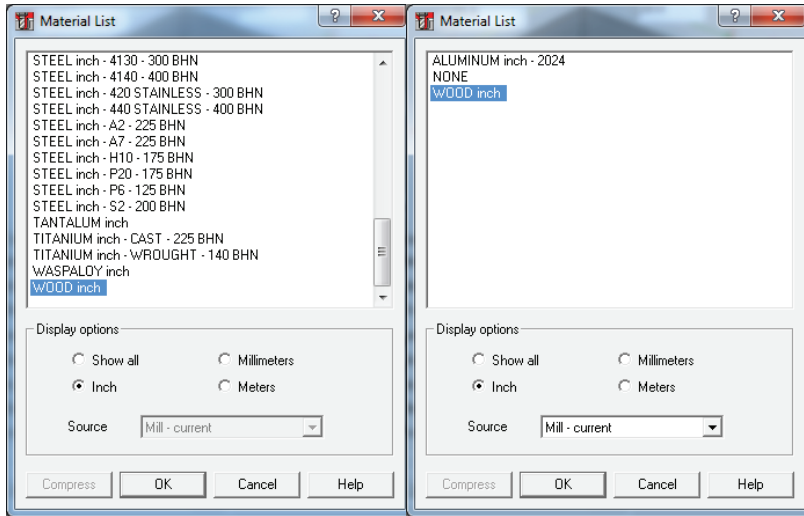 Material List
STEEL inch - 4130 - 300 BHN
STEEL inch - 4140 - 400 BHN
STEEL inch - 420 STAINLESS - 300 BHN
STEEL inch - 440 STAINLESS - 400 BHN
STEEL inch - A2 - 225 BHN
STEEL inch - A7 - 225 BHN
STEEL inch - H10 - 175 BHN
STEEL inch - P20 - 175 BHN
STEEL inch - P6 - 125 BHN
STEEL inch - S2 - 200 BHN
TANTALUM inch
TITANIUM inch - CAST - 225 BHN
TITANIUM inch - WROUGHT - 140 BHN
WASPALOY inch
WOOD inch
Display options
Show all Millimeters
Inch Meters
Source Mill - current
Compress OK Cancel Help
Material List
ALUMINUM inch - 2024
NONE
WOOD inch
Display options
Show all Millimeters
Inch Meters
Source Mill - current
Compress OK Cancel Help